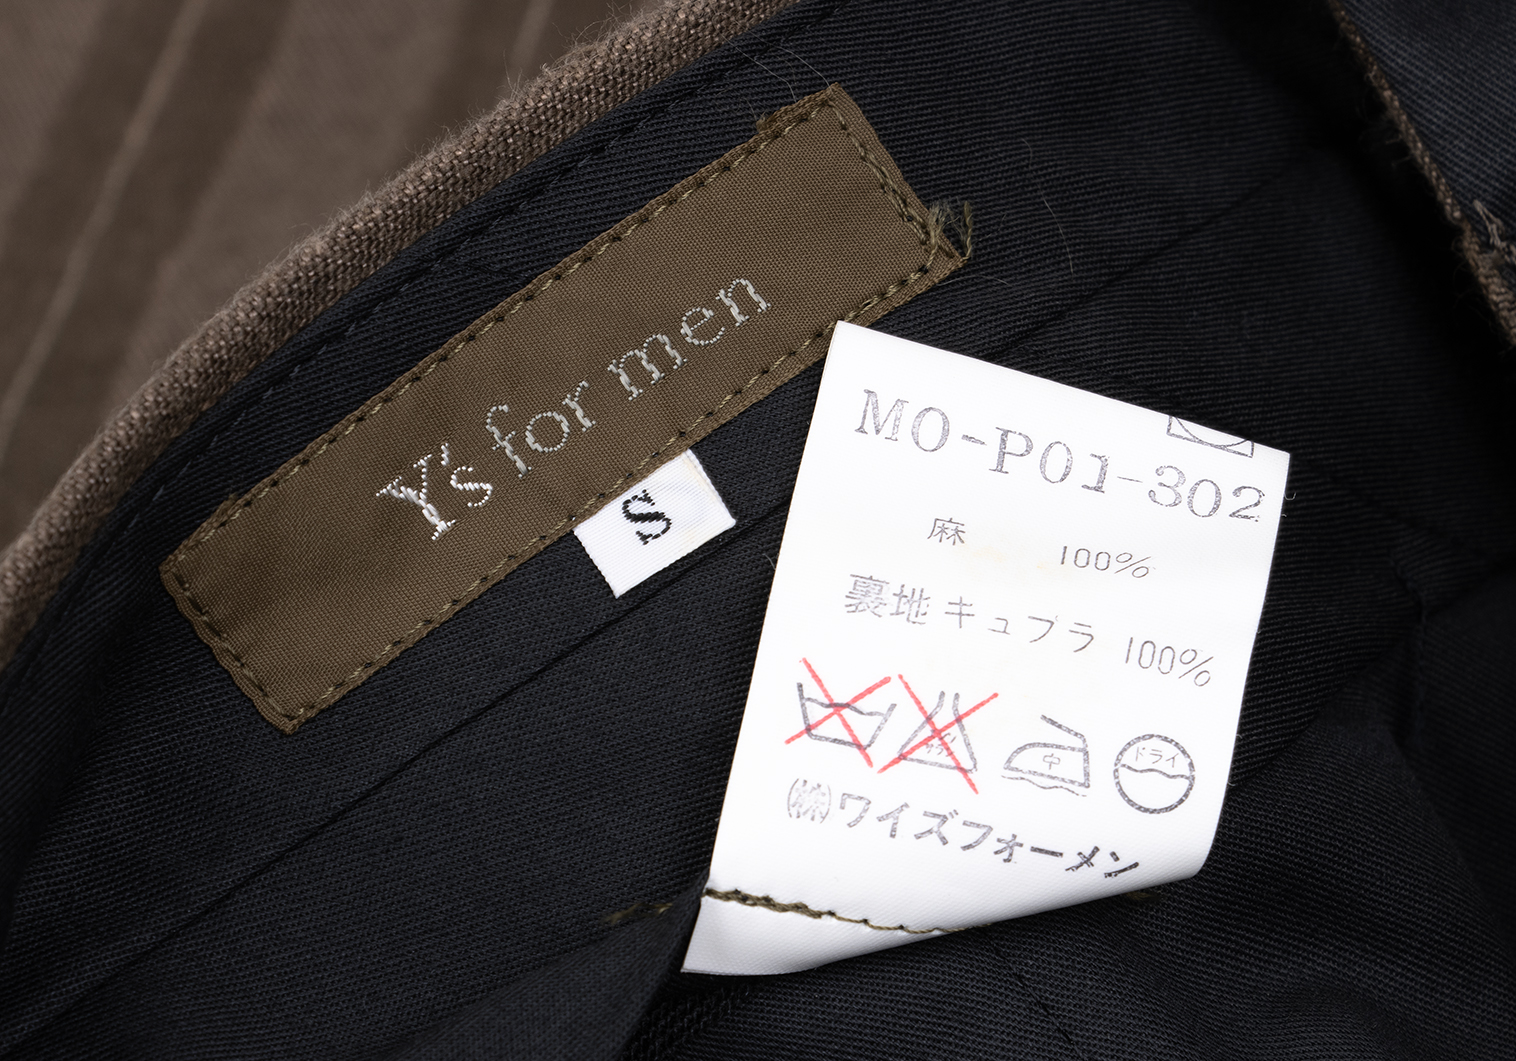 Y's for men
S
MO-P01-302
麻 100%
裏地 キュプラ 100%
中 ドライ
㈱ワイズフォーメン